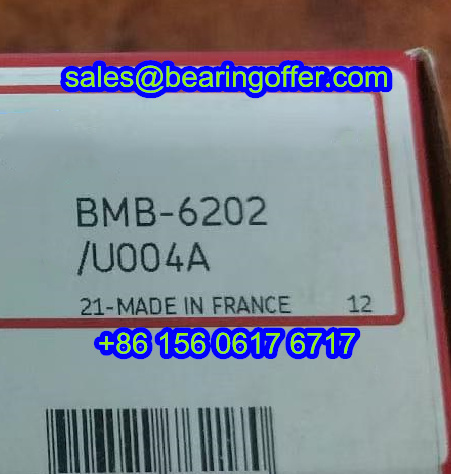 sales@bearingoffer.com
BMB-6202
/U004A
21-MADE IN FRANCE 12
+86 156 0617 6717